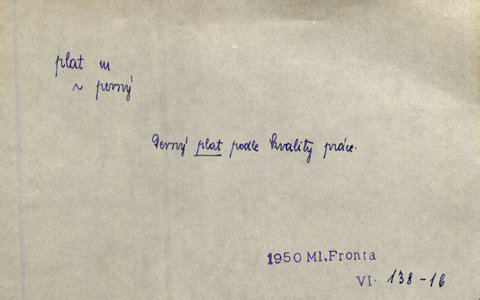 plat m
~ pevný
Pevný plat podle kvality práce.
1950 Ml.Fronta
VI. 138-16